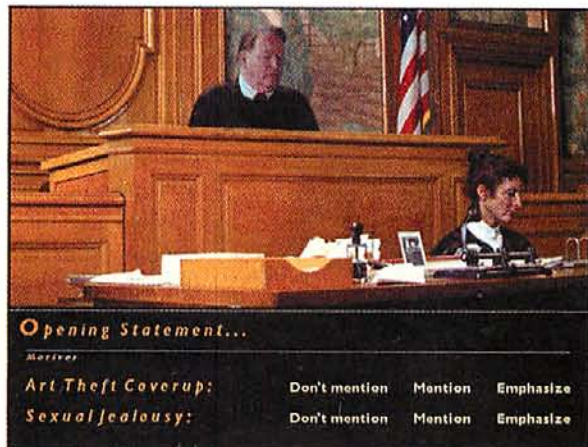 Opening Statement...
Motives
Art Theft Coverup: Don't mention Mention Emphasize
Sexual Jealousy: Don't mention Mention Emphasize